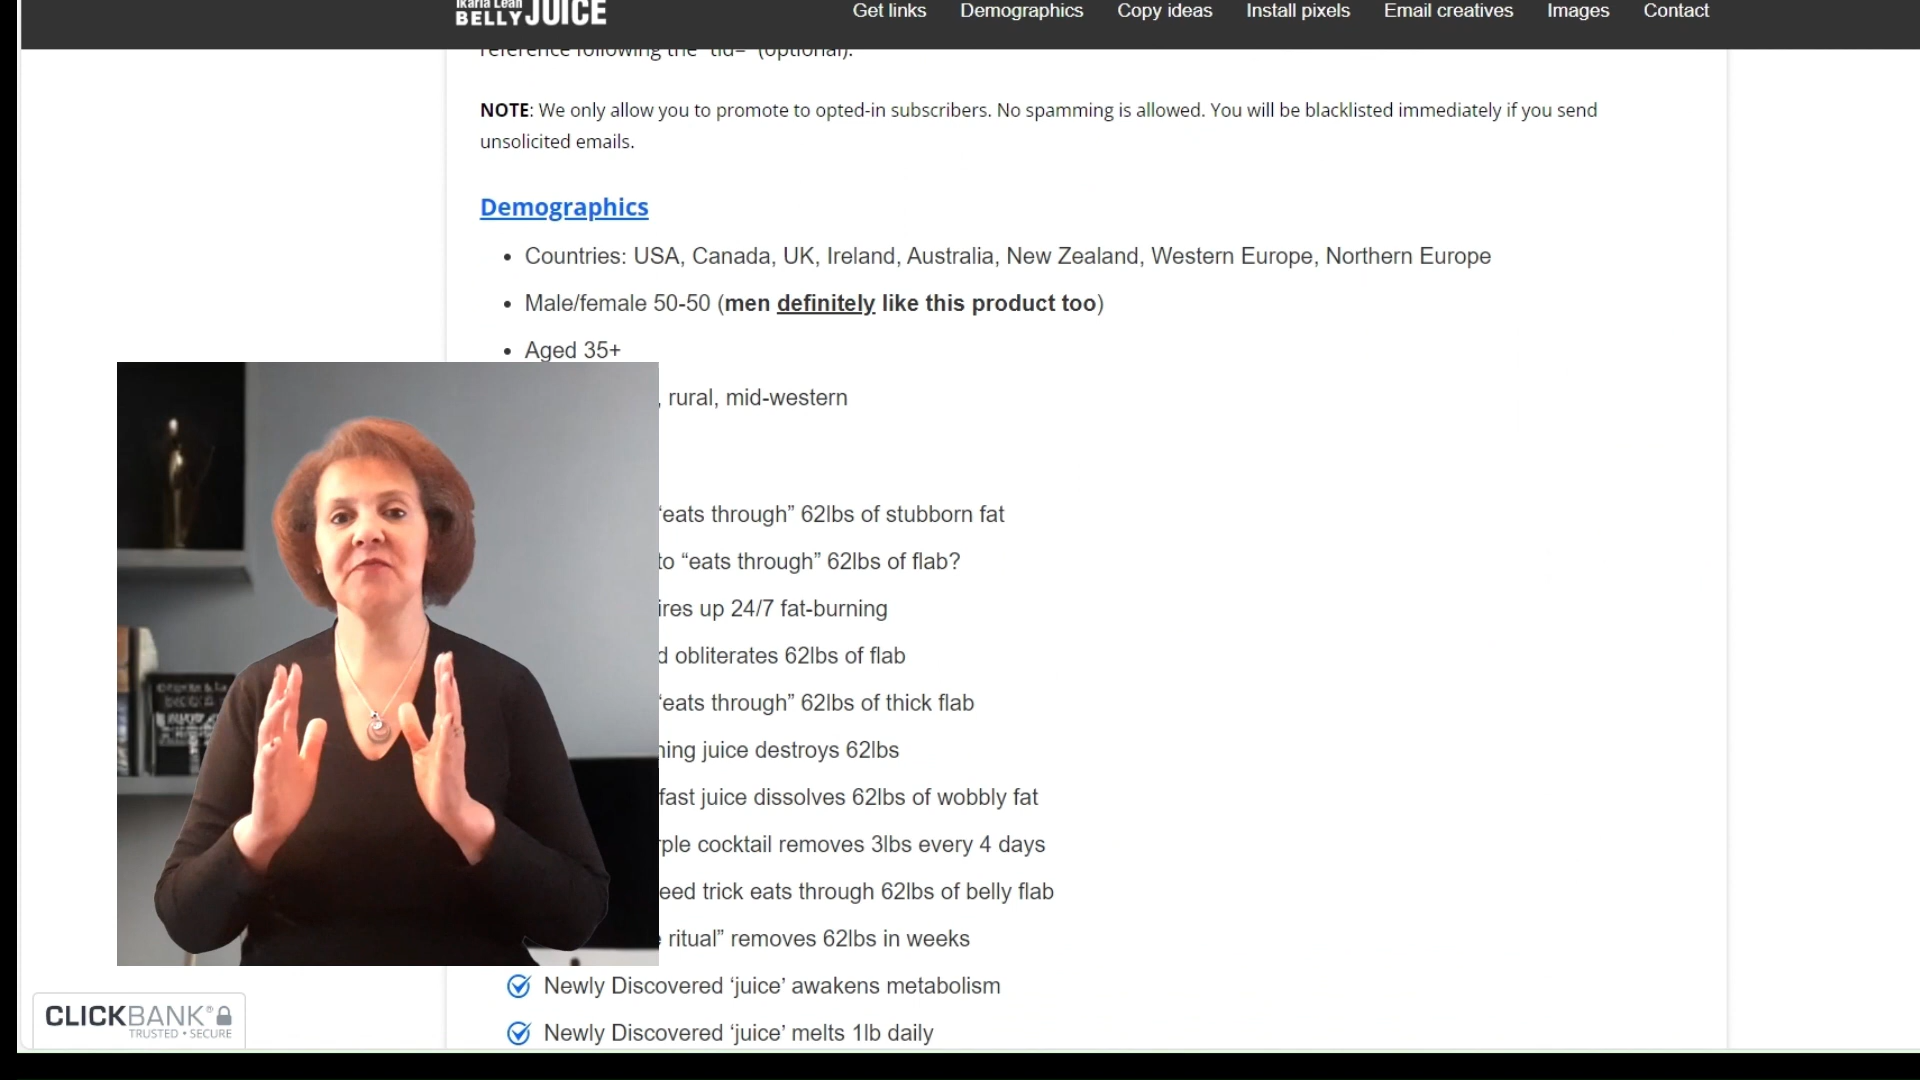 Ikaria Lean
BELLY JUICE
Get links
Demographics
Copy ideas
Install pixels
Email creatives
Images
Contact
reference following the "tid=" (optional).
NOTE: We only allow you to promote to opted-in subscribers. No spamming is allowed. You will be blacklisted immediately if you send
unsolicited emails.
Demographics
• Countries: USA, Canada, UK, Ireland, Australia, New Zealand, Western Europe, Northern Europe
• Male/female 50-50 (men definitely like this product too)
• Aged 35+
, rural, mid-western
“eats through” 62lbs of stubborn fat
to “eats through” 62lbs of flab?
ires up 24/7 fat-burning
d obliterates 62lbs of flab
“eats through” 62lbs of thick flab
ning juice destroys 62lbs
fast juice dissolves 62lbs of wobbly fat
ple cocktail removes 3lbs every 4 days
eed trick eats through 62lbs of belly flab
ritual” removes 62lbs in weeks
Newly Discovered ‘juice’ awakens metabolism
Newly Discovered ‘juice’ melts 1lb daily
CLICKBANK®
TRUSTED • SECURE